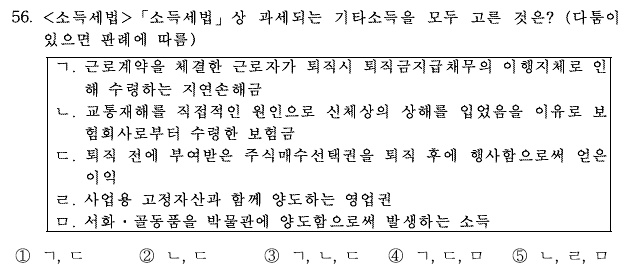 56. <소득세법>「소득세법」상 과세되는 기타소득을 모두 고른 것은? (다툼이
있으면 판례에 따름)
ㄱ. 근로계약을 체결한 근로자가 퇴직시 퇴직금지급채무의 이행지체로 인
해 수령하는 지연손해금
ㄴ. 교통재해를 직접적인 원인으로 신체상의 상해를 입었음을 이유로 보
험회사로부터 수령한 보험금
ㄷ. 퇴직 전에 부여받은 주식매수선택권을 퇴직 후에 행사함으로써 얻은
이익
ㄹ. 사업용 고정자산과 함께 양도하는 영업권
ㅁ. 서화·골동품을 박물관에 양도함으로써 발생하는 소득
① ㄱ, ㄷ ② ㄴ, ㄷ ③ ㄱ, ㄴ, ㄷ ④ ㄱ, ㄷ, ㅁ ⑤ ㄴ, ㄹ, ㅁ